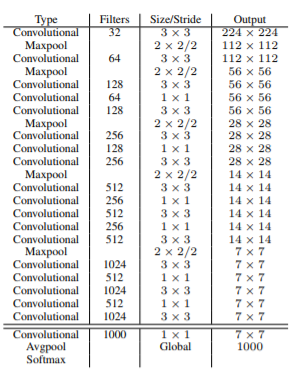 Type Filters Size/Stride Output
Convolutional 32 3 × 3 224 × 224
Maxpool 2 × 2/2 112 × 112
Convolutional 64 3 × 3 112 × 112
Maxpool 2 × 2/2 56 × 56
Convolutional 128 3 × 3 56 × 56
Convolutional 64 1 × 1 56 × 56
Convolutional 128 3 × 3 56 × 56
Maxpool 2 × 2/2 28 × 28
Convolutional 256 3 × 3 28 × 28
Convolutional 128 1 × 1 28 × 28
Convolutional 256 3 × 3 28 × 28
Maxpool 2 × 2/2 14 × 14
Convolutional 512 3 × 3 14 × 14
Convolutional 256 1 × 1 14 × 14
Convolutional 512 3 × 3 14 × 14
Convolutional 256 1 × 1 14 × 14
Convolutional 512 3 × 3 14 × 14
Maxpool 2 × 2/2 7 × 7
Convolutional 1024 3 × 3 7 × 7
Convolutional 512 1 × 1 7 × 7
Convolutional 1024 3 × 3 7 × 7
Convolutional 512 1 × 1 7 × 7
Convolutional 1024 3 × 3 7 × 7
Convolutional 1000 1 × 1 7 × 7
Avgpool Global 1000
Softmax